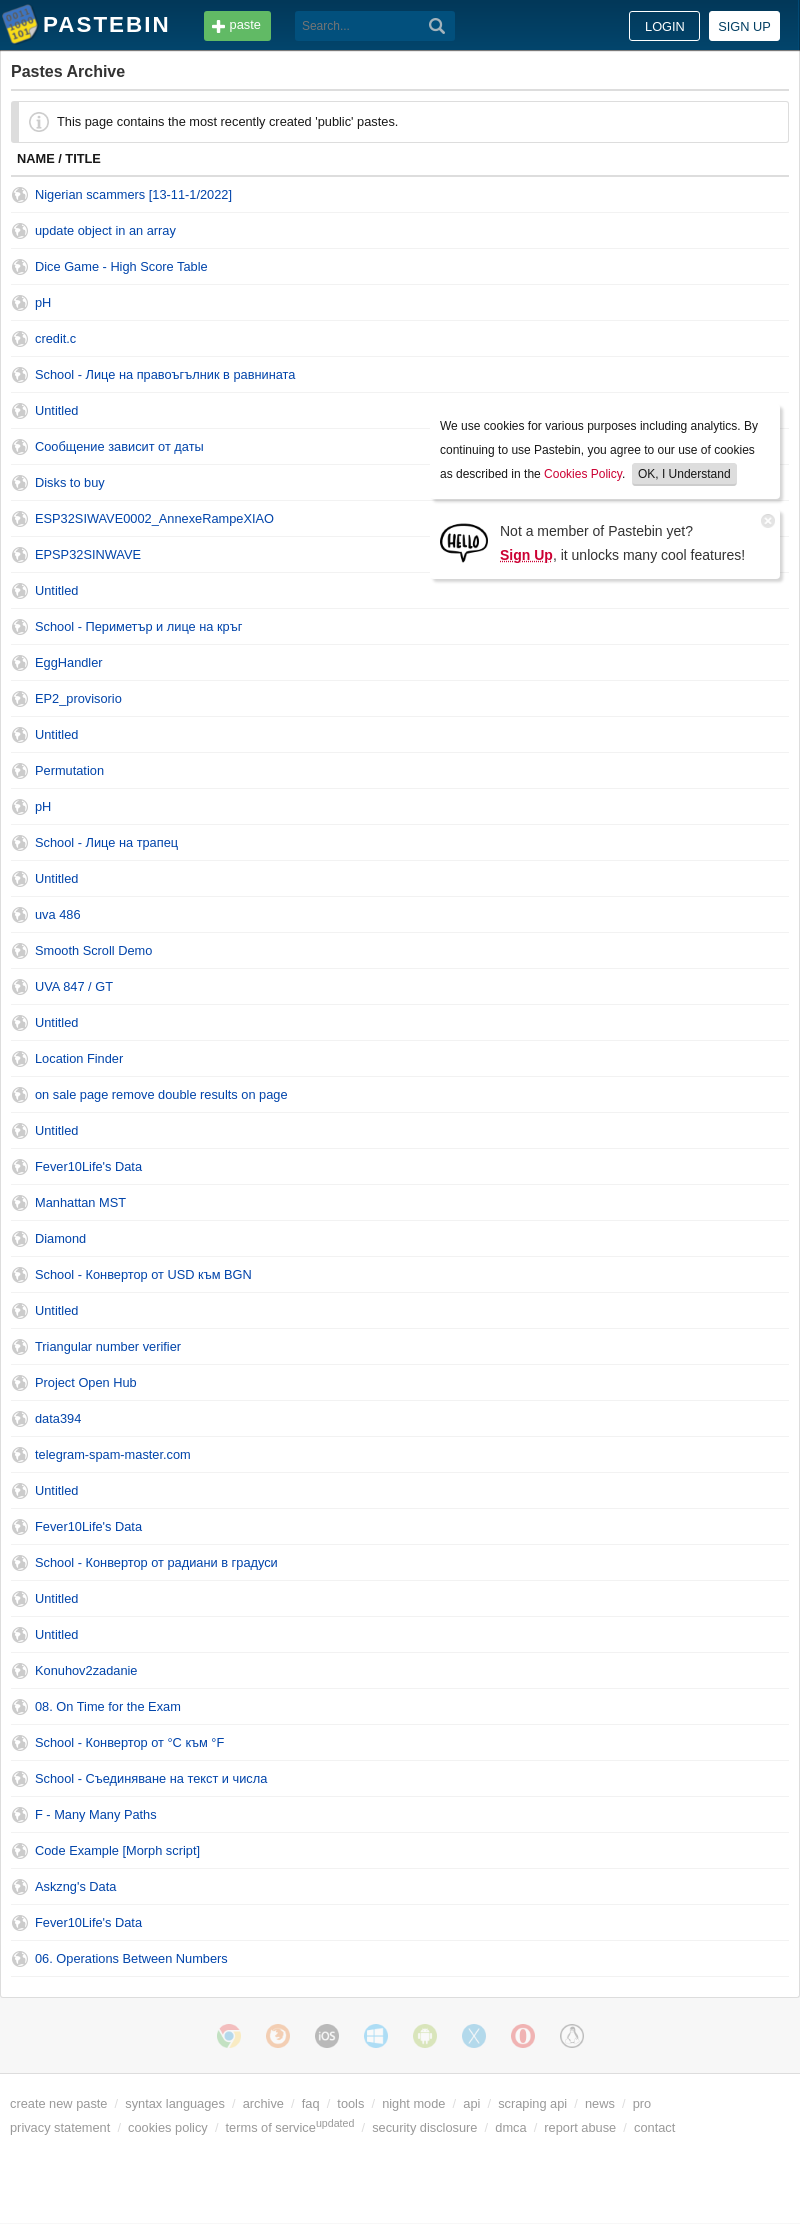 PASTEBIN
paste
Search...
LOGIN
SIGN UP
Pastes Archive
This page contains the most recently created 'public' pastes.
NAME / TITLE
Nigerian scammers [13-11-1/2022]
update object in an array
Dice Game - High Score Table
pH
credit.c
School - Лице на правоъгълник в равнината
Untitled
Сообщение зависит от даты
Disks to buy
ESP32SIWAVE0002_AnnexeRampeXIAO
EPSP32SINWAVE
We use cookies for various purposes including analytics. By
continuing to use Pastebin, you agree to our use of cookies
as described in the Cookies Policy. OK, I Understand
HELLO
Not a member of Pastebin yet?
Sign Up, it unlocks many cool features!
Untitled
School - Периметър и лице на кръг
EggHandler
EP2_provisorio
Untitled
Permutation
pH
School - Лице на трапец
Untitled
uva 486
Smooth Scroll Demo
UVA 847 / GT
Untitled
Location Finder
on sale page remove double results on page
Untitled
Fever10Life's Data
Manhattan MST
Diamond
School - Конвертор от USD към BGN
Untitled
Triangular number verifier
Project Open Hub
data394
telegram-spam-master.com
Untitled
Fever10Life's Data
School - Конвертор от радиани в градуси
Untitled
Untitled
Konuhov2zadanie
08. On Time for the Exam
School - Конвертор от °C към °F
School - Съединяване на текст и числа
F - Many Many Paths
Code Example [Morph script]
Askzng's Data
Fever10Life's Data
06. Operations Between Numbers
iOS
create new paste / syntax languages / archive / faq / tools / night mode / api / scraping api / news / pro
privacy statement / cookies policy / terms of service updated / security disclosure / dmca / report abuse / contact